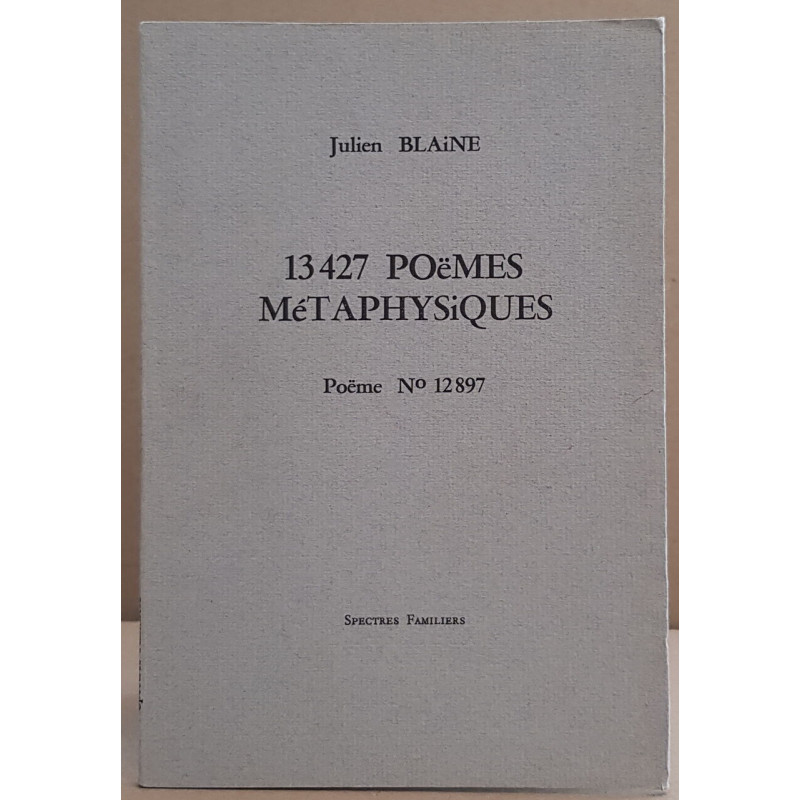 Julien BLAiNE
13 427 POëMES
MéTAPHYSiQUES
Poëme Nº 12 897
SPECTRES FAMILIERS